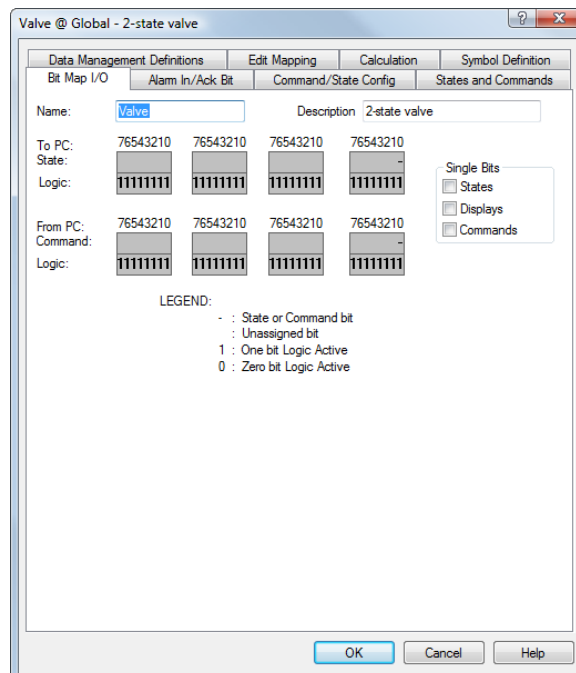 Valve @ Global - 2-state valve
Data Management Definitions Edit Mapping Calculation Symbol Definition
Bit Map I/O Alarm In/Ack Bit Command/State Config States and Commands
Name: Valve Description 2-state valve
To PC: 76543210 76543210 76543210 76543210
State: -
Logic: 11111111 11111111 11111111 11111111
Single Bits
States
Displays
Commands
From PC: 76543210 76543210 76543210 76543210
Command: -
Logic: 11111111 11111111 11111111 11111111
LEGEND:
- : State or Command bit
: Unassigned bit
1 : One bit Logic Active
0 : Zero bit Logic Active
OK Cancel Help